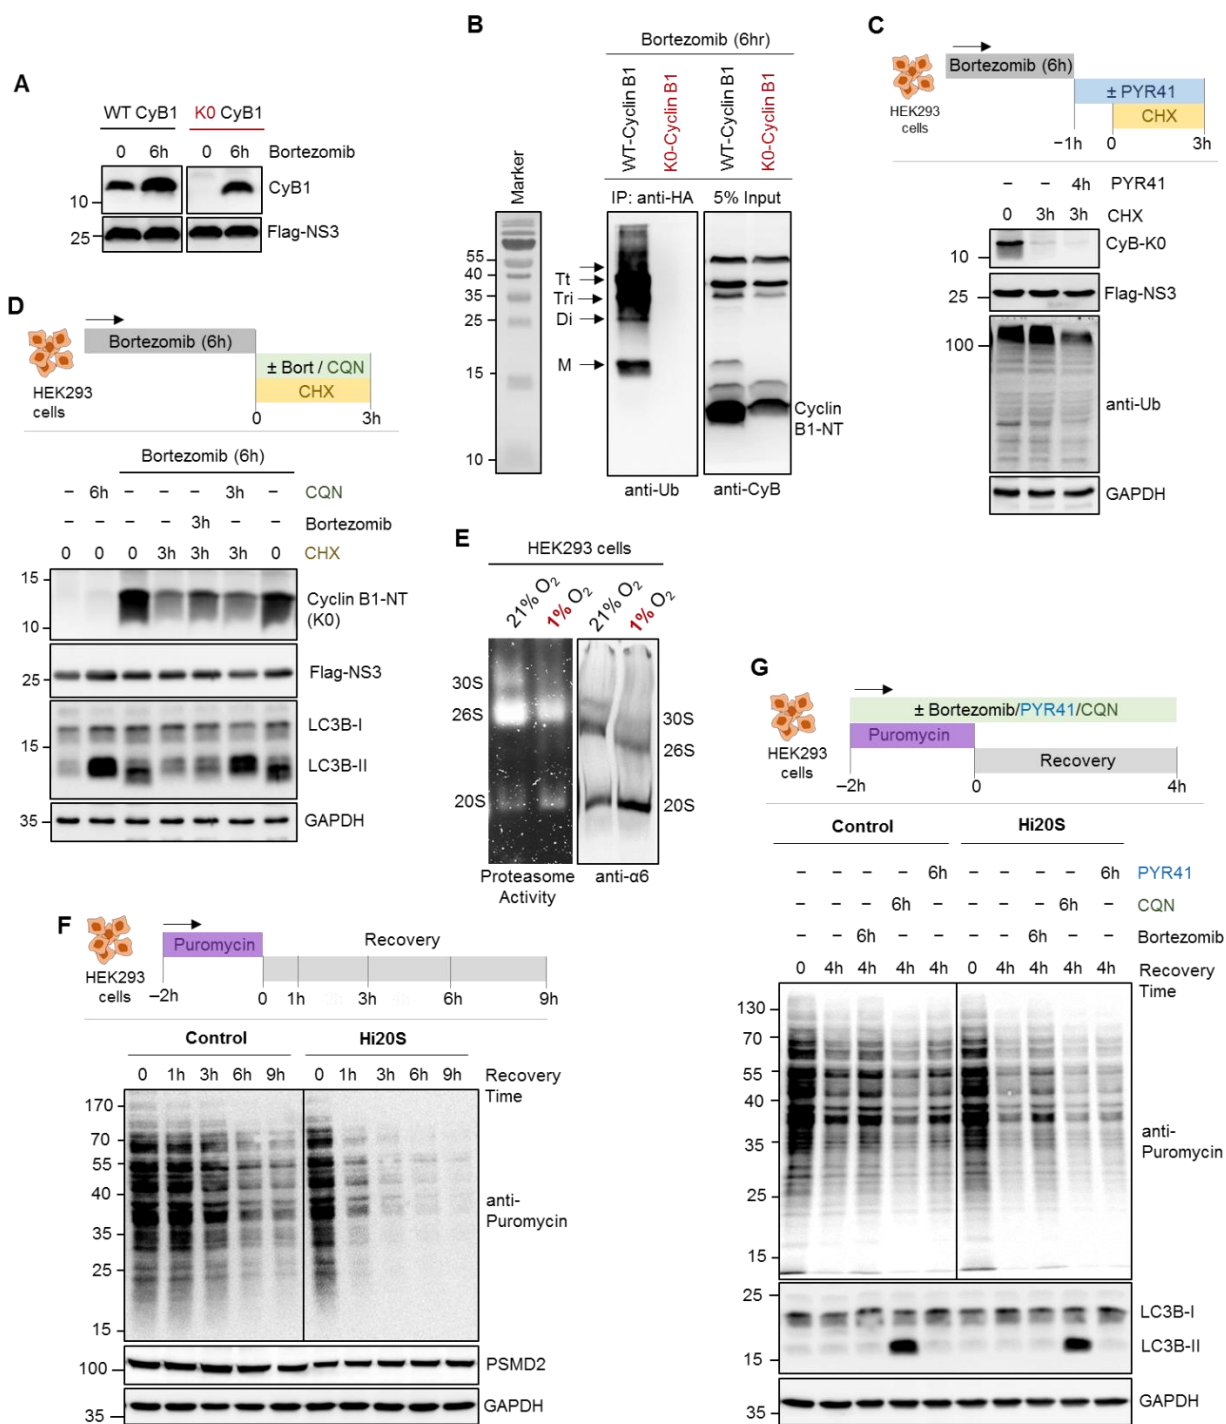 A
WT CyB1
K0 CyB1
0
6h
0
6h
Bortezomib
CyB1
10
Flag-NS3
25
B
Bortezomib (6hr)
WT-Cyclin B1
K0-Cyclin B1
WT-Cyclin B1
K0-Cyclin B1
Marker
IP: anti-HA
5% Input
55
40
35
25
15
10
Tt
Tri
Di
M
Cyclin
B1-NT
anti-Ub
anti-CyB
C
HEK293
cells
Bortezomib (6h)
± PYR41
CHX
−1h
0
3h
–
–
4h
PYR41
0
3h
3h
CHX
CyB-K0
10
Flag-NS3
25
100
anti-Ub
GAPDH
D
HEK293
cells
Bortezomib (6h)
± Bort / CQN
CHX
0
3h
Bortezomib (6h)
–
6h
–
–
–
3h
–
CQN
–
–
–
–
3h
–
–
Bortezomib
0
0
0
3h
3h
3h
0
CHX
15
10
Cyclin B1-NT
(K0)
25
Flag-NS3
LC3B-I
15
LC3B-II
35
GAPDH
E
HEK293 cells
21% O2
1% O2
21% O2
1% O2
30S
26S
20S
30S
26S
20S
Proteasome
Activity
anti-α6
F
HEK293
cells
Puromycin
Recovery
−2h
0
1h
3h
6h
9h
Control
Hi20S
0
1h
3h
6h
9h
0
1h
3h
6h
9h
Recovery
Time
170
70
55
40
35
25
15
anti-
Puromycin
100
PSMD2
35
GAPDH
G
HEK293
cells
± Bortezomib/PYR41/CQN
Puromycin
Recovery
−2h
0
4h
Control
Hi20S
–
–
–
–
6h
–
–
–
–
6h
PYR41
–
–
–
6h
–
–
–
–
6h
–
CQN
–
–
6h
–
–
–
–
6h
–
–
Bortezomib
0
4h
4h
4h
4h
0
4h
4h
4h
4h
Recovery
Time
130
70
55
40
35
25
15
anti-
Puromycin
25
15
LC3B-I
LC3B-II
35
GAPDH